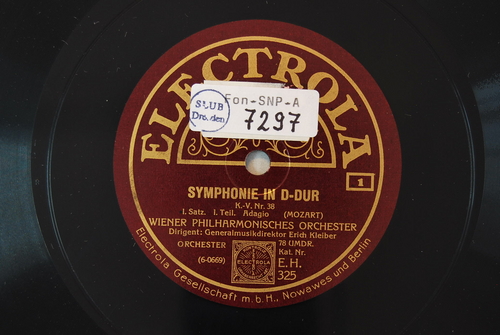 ELECTROLA
Fon-SNP-A
SLUB
Dresden
7297
1
SYMPHONIE IN D-DUR
K.-V. Nr. 38
I. Satz. I. Teil. Adagio (MOZART)
WIENER PHILHARMONISCHES ORCHESTER
Dirigent: Generalmusikdirektor Erich Kleiber
ORCHESTER
78 UMDR.
Kat. Nr.
(6-0669)
ELECTROLA
E.H.
325
Electrola Gesellschaft m.b.H., Nowawes und Berlin